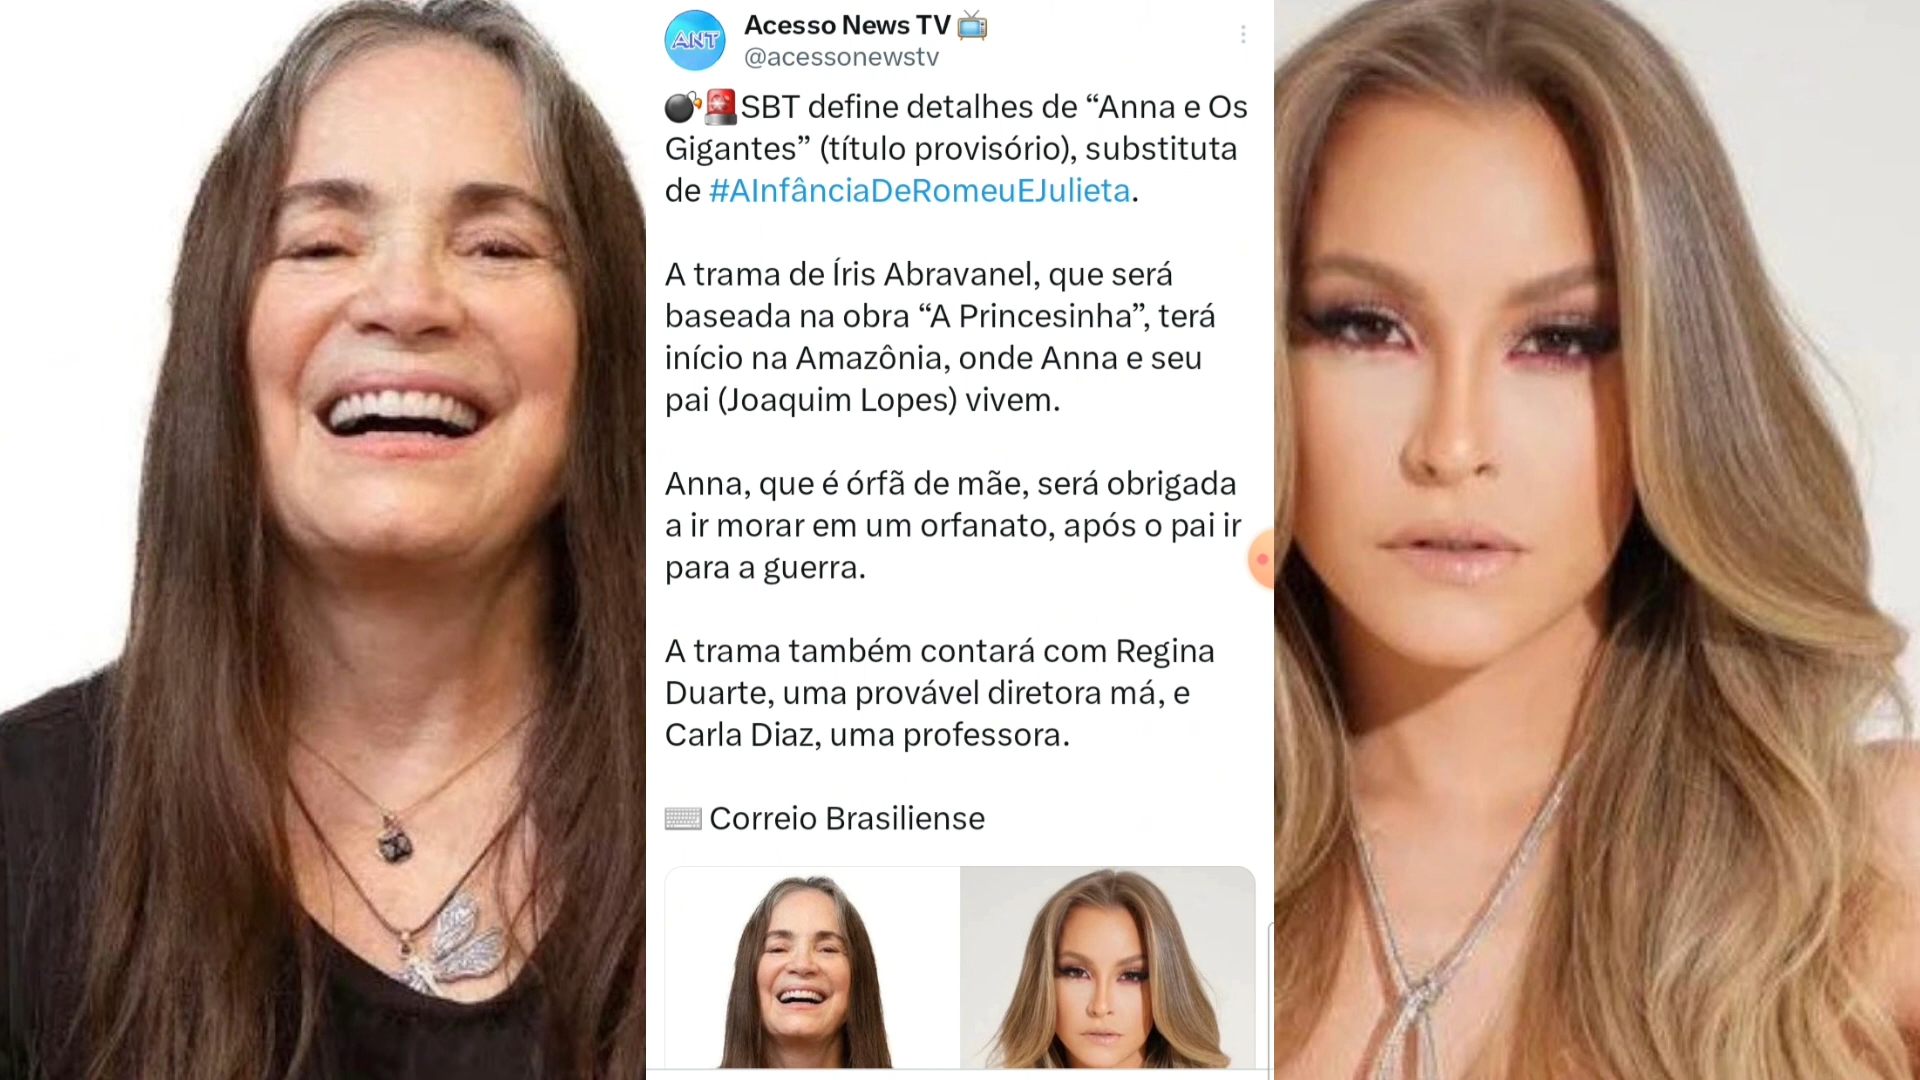 ANT
Acesso News TV
@acessonewstv
SBT define detalhes de “Anna e Os
Gigantes” (título provisório), substituta
de #AInfânciaDeRomeuEJulieta.
A trama de Íris Abravanel, que será
baseada na obra “A Princesinha”, terá
início na Amazônia, onde Anna e seu
pai (Joaquim Lopes) vivem.
Anna, que é órfã de mãe, será obrigada
a ir morar em um orfanato, após o pai ir
para a guerra.
A trama também contará com Regina
Duarte, uma provável diretora má, e
Carla Diaz, uma professora.
Correio Brasiliense